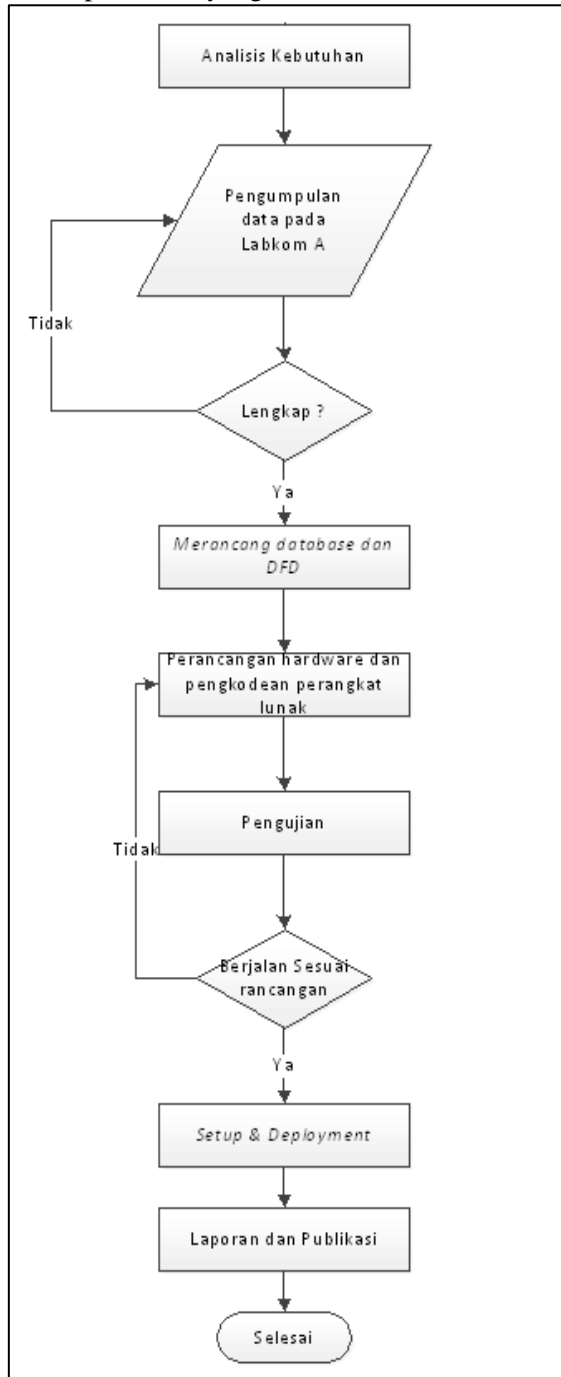 Analisis Kebutuhan
Pengumpulan
data pada
Labkom A
Tidak
Lengkap ?
Ya
Merancang database dan
DFD
Perancangan hardware dan
pengkodean perangkat
lunak
Pengujian
Tidak
Berjalan Sesuai
rancangan
Ya
Setup & Deployment
Laporan dan Publikasi
Selesai